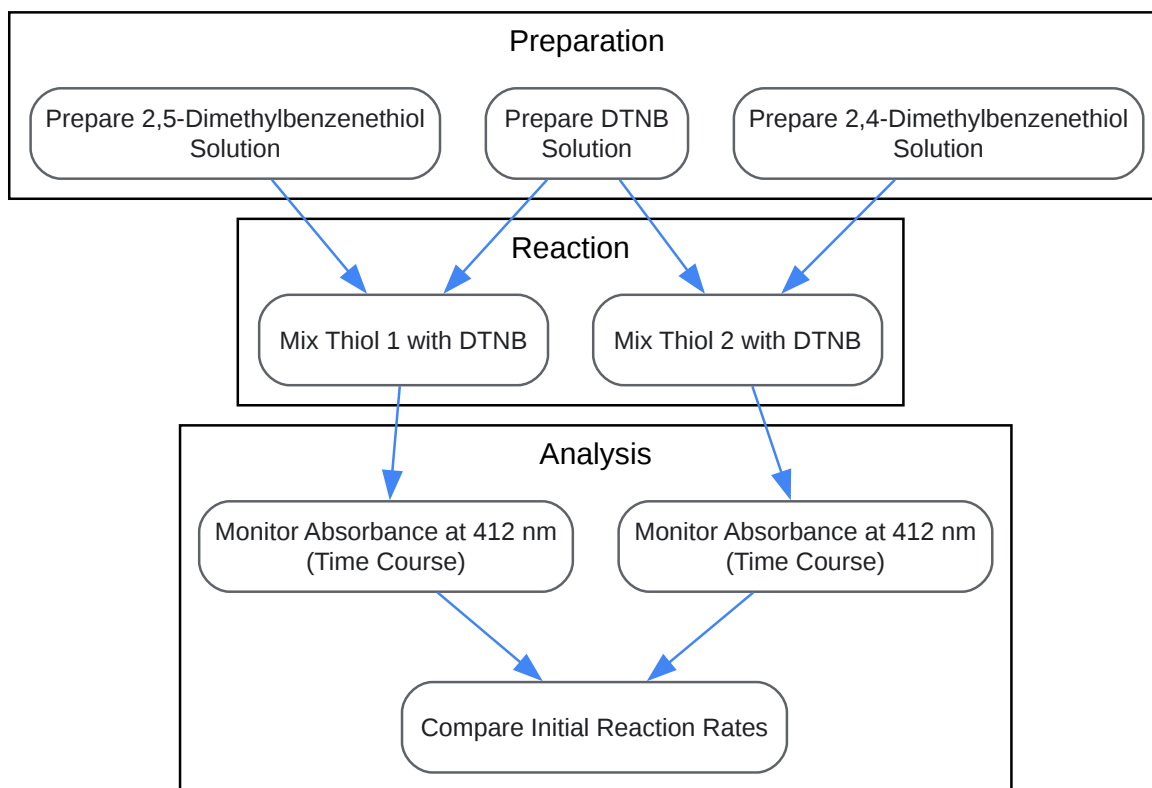 Preparation
Prepare 2,5-Dimethylbenzenethiol
Solution
Prepare DTNB
Solution
Prepare 2,4-Dimethylbenzenethiol
Solution
Reaction
Mix Thiol 1 with DTNB
Mix Thiol 2 with DTNB
Analysis
Monitor Absorbance at 412 nm
(Time Course)
Monitor Absorbance at 412 nm
(Time Course)
Compare Initial Reaction Rates